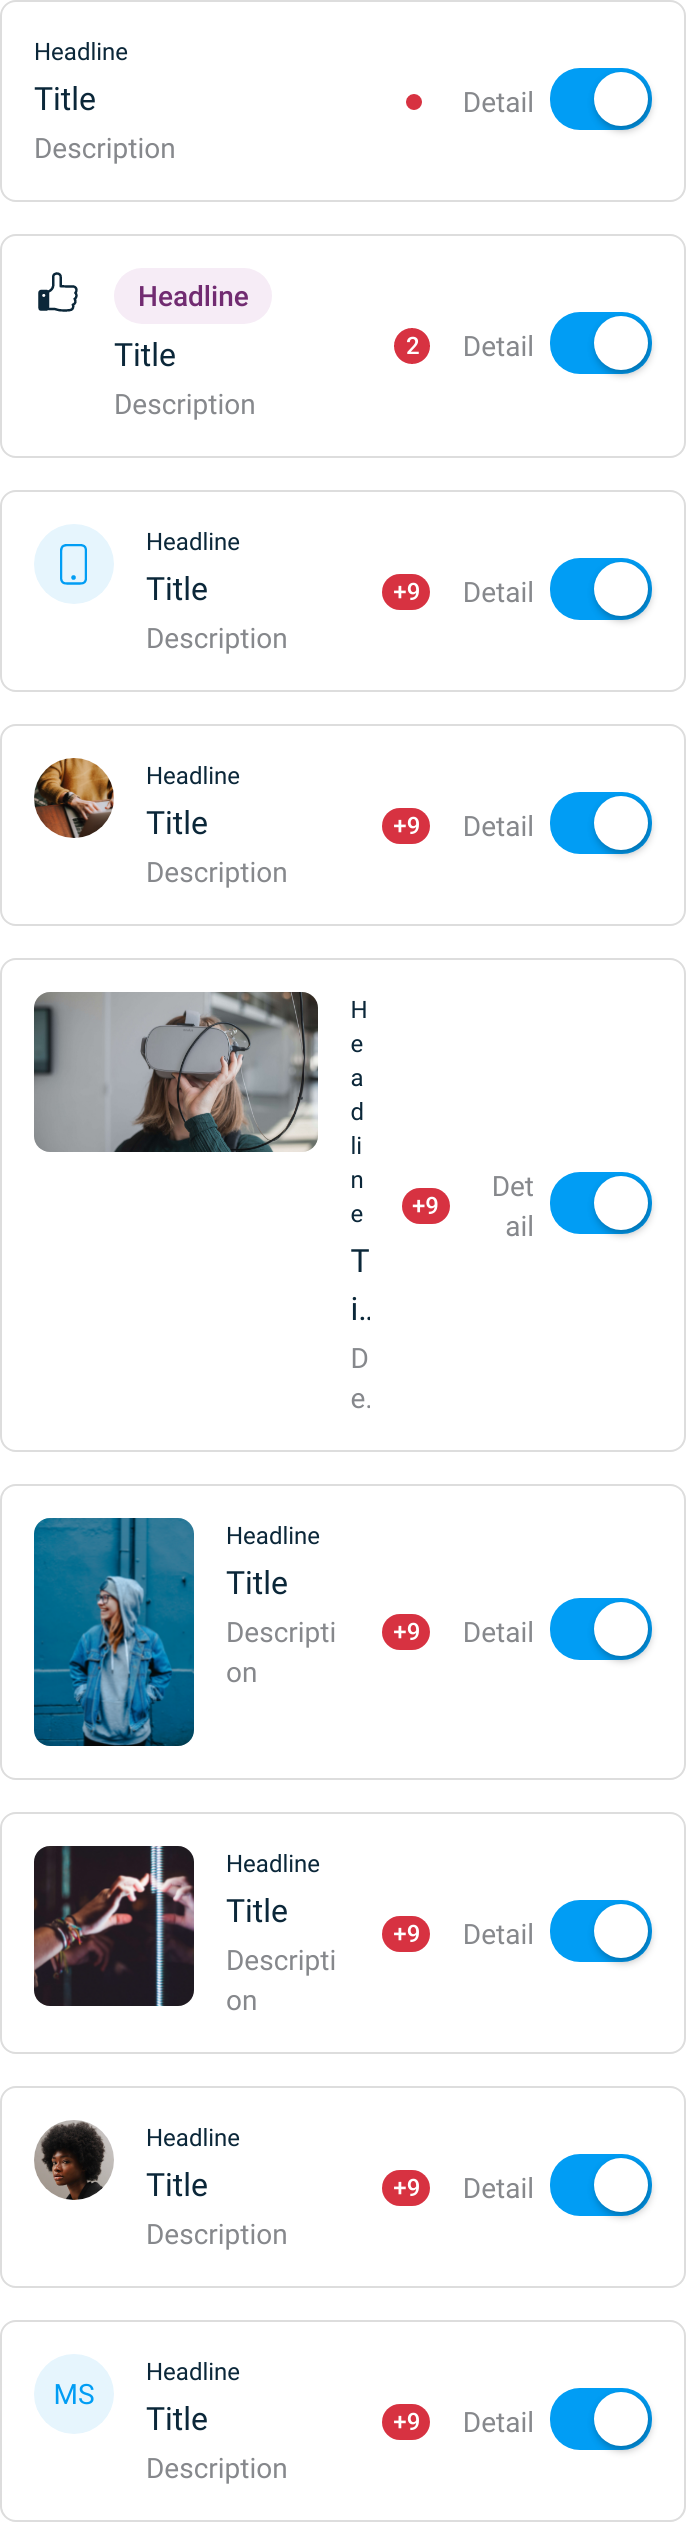 Headline
Title
Description
Detail
Headline
Title
Description
2
Detail
Headline
Title
Description
+9
Detail
Headline
Title
Description
+9
Detail
H
e
a
d
li
n
e
T
i..
D
e.
+9
Det
ail
Headline
Title
Descripti
on
+9
Detail
Headline
Title
Descripti
on
+9
Detail
Headline
Title
Description
+9
Detail
MS
Headline
Title
Description
+9
Detail